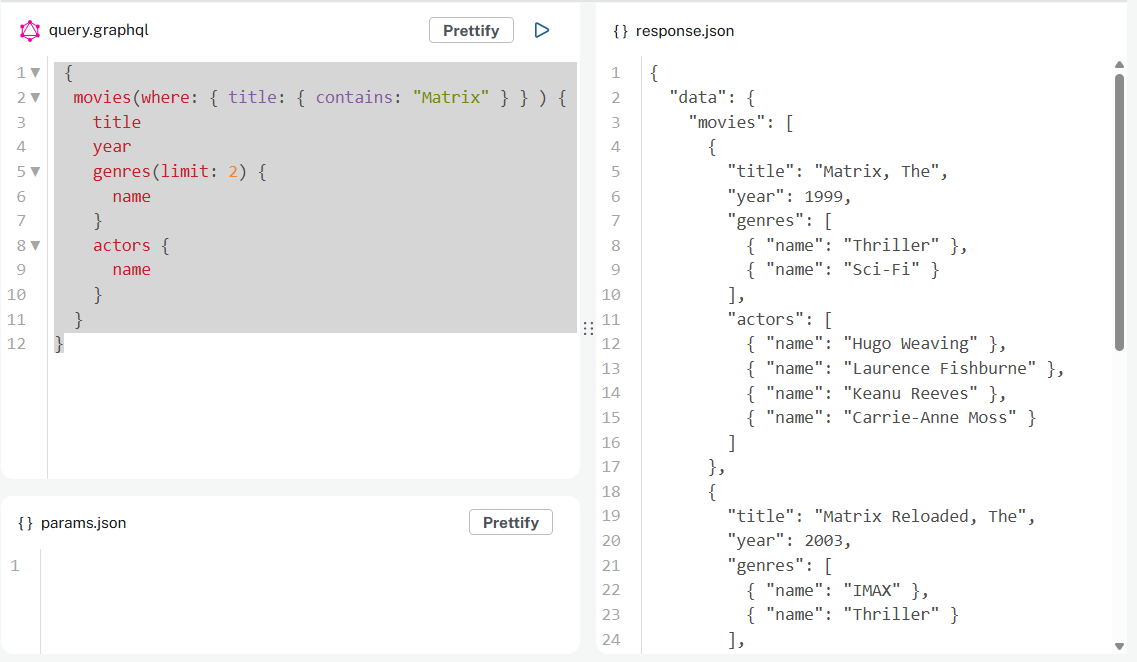 query.graphql
Prettify
1 {
2 movies(where: { title: { contains: "Matrix" } } ) {
3 title
4 year
5 genres(limit: 2) {
6 name
7 }
8 actors {
9 name
10 }
11 }
12 }
{} params.json
Prettify
1
{} response.json
1 {
2 "data": {
3 "movies": [
4 {
5 "title": "Matrix, The",
6 "year": 1999,
7 "genres": [
8 { "name": "Thriller" },
9 { "name": "Sci-Fi" }
10 ],
11 "actors": [
12 { "name": "Hugo Weaving" },
13 { "name": "Laurence Fishburne" },
14 { "name": "Keanu Reeves" },
15 { "name": "Carrie-Anne Moss" }
16 ]
17 },
18 {
19 "title": "Matrix Reloaded, The",
20 "year": 2003,
21 "genres": [
22 { "name": "IMAX" },
23 { "name": "Thriller" }
24 ],